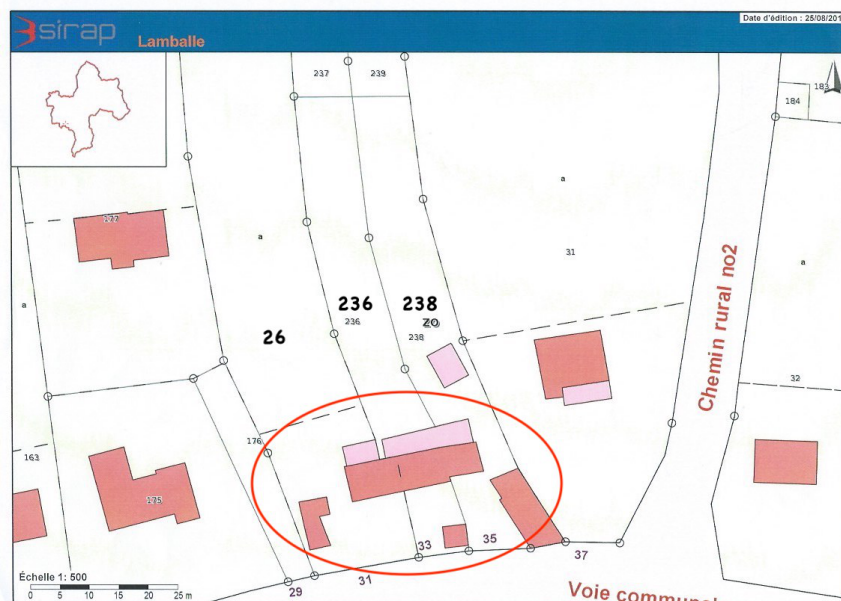 sirap
Lamballe
Date d'édition : 25/08/201
237
239
183
184
a
177
a
a
31
a
a
Chemin rural no2
236
238
236
26
238
32
176
163
175
33
35
37
31
29
Échelle 1: 500
0 5 10 15 20 25 m
Voie communal